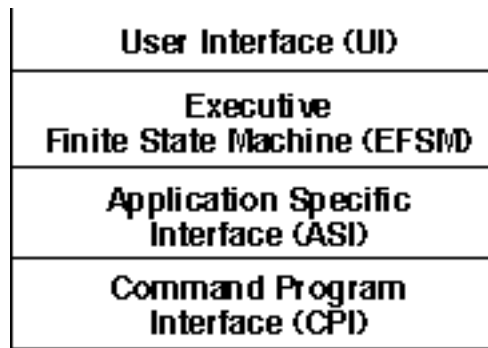 User Interface (UI)
Executive
Finite State Machine (EFSM)
Application Specific
Interface (ASI)
Command Program
Interface (CPI)